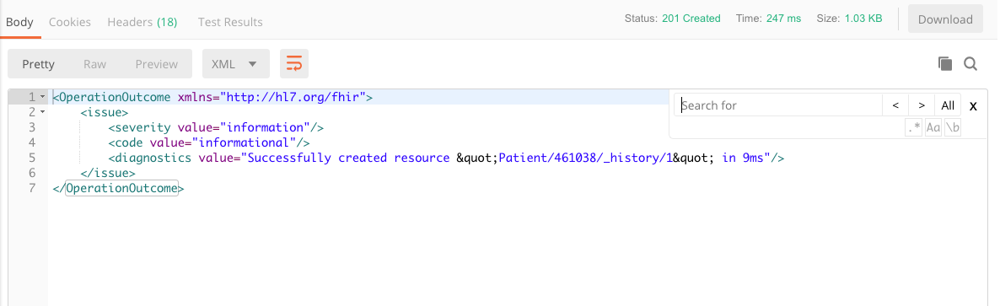 Body Cookies Headers (18) Test Results Status: 201 Created Time: 247 ms Size: 1.03 KB Download
Pretty Raw Preview XML
1 <OperationOutcome xmlns="http://hl7.org/fhir">
Search for < > All x
2 <issue>
.* Aa \b
3 <severity value="information"/>
4 <code value="informational"/>
5 <diagnostics value="Successfully created resource &quot;Patient/461038/_history/1&quot; in 9ms"/>
6 </issue>
7 </OperationOutcome>